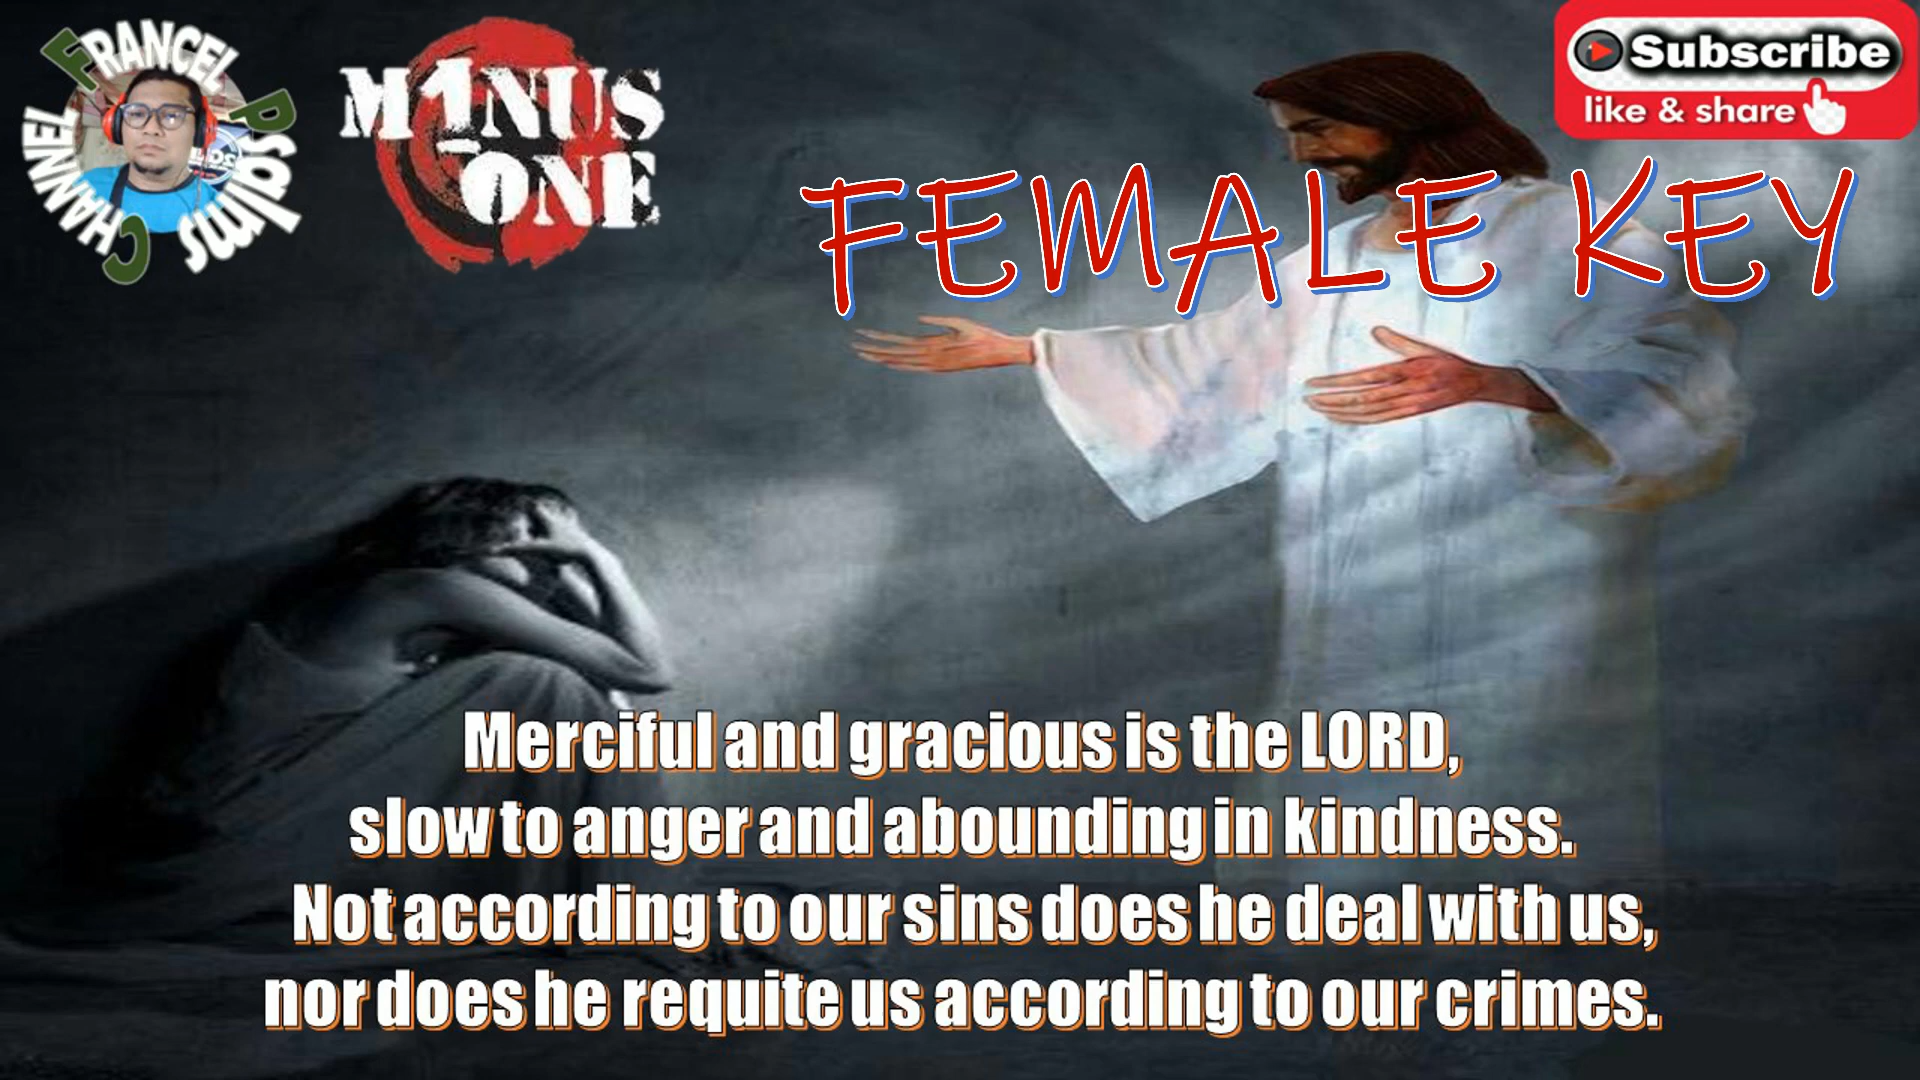 FRANCEL Psalms CHANNEL
M1NUS
ONE
Subscribe
like & share
FEMALE KEY
Merciful and gracious is the LORD,
slow to anger and abounding in kindness.
Not according to our sins does he deal with us,
nor does he requite us according to our crimes.